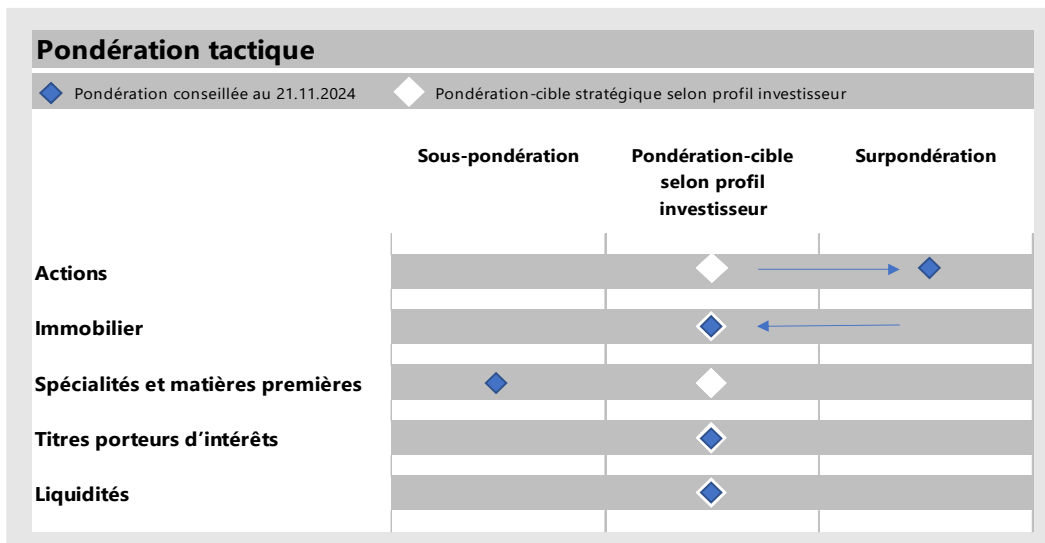 Pondération tactique
Pondération conseillée au 21.11.2024 Pondération-cible stratégique selon profil investisseur
Sous-pondération
Pondération-cible
selon profil
investisseur
Surpondération
Actions
Immobilier
Spécialités et matières premières
Titres porteurs d’intérêts
Liquidités